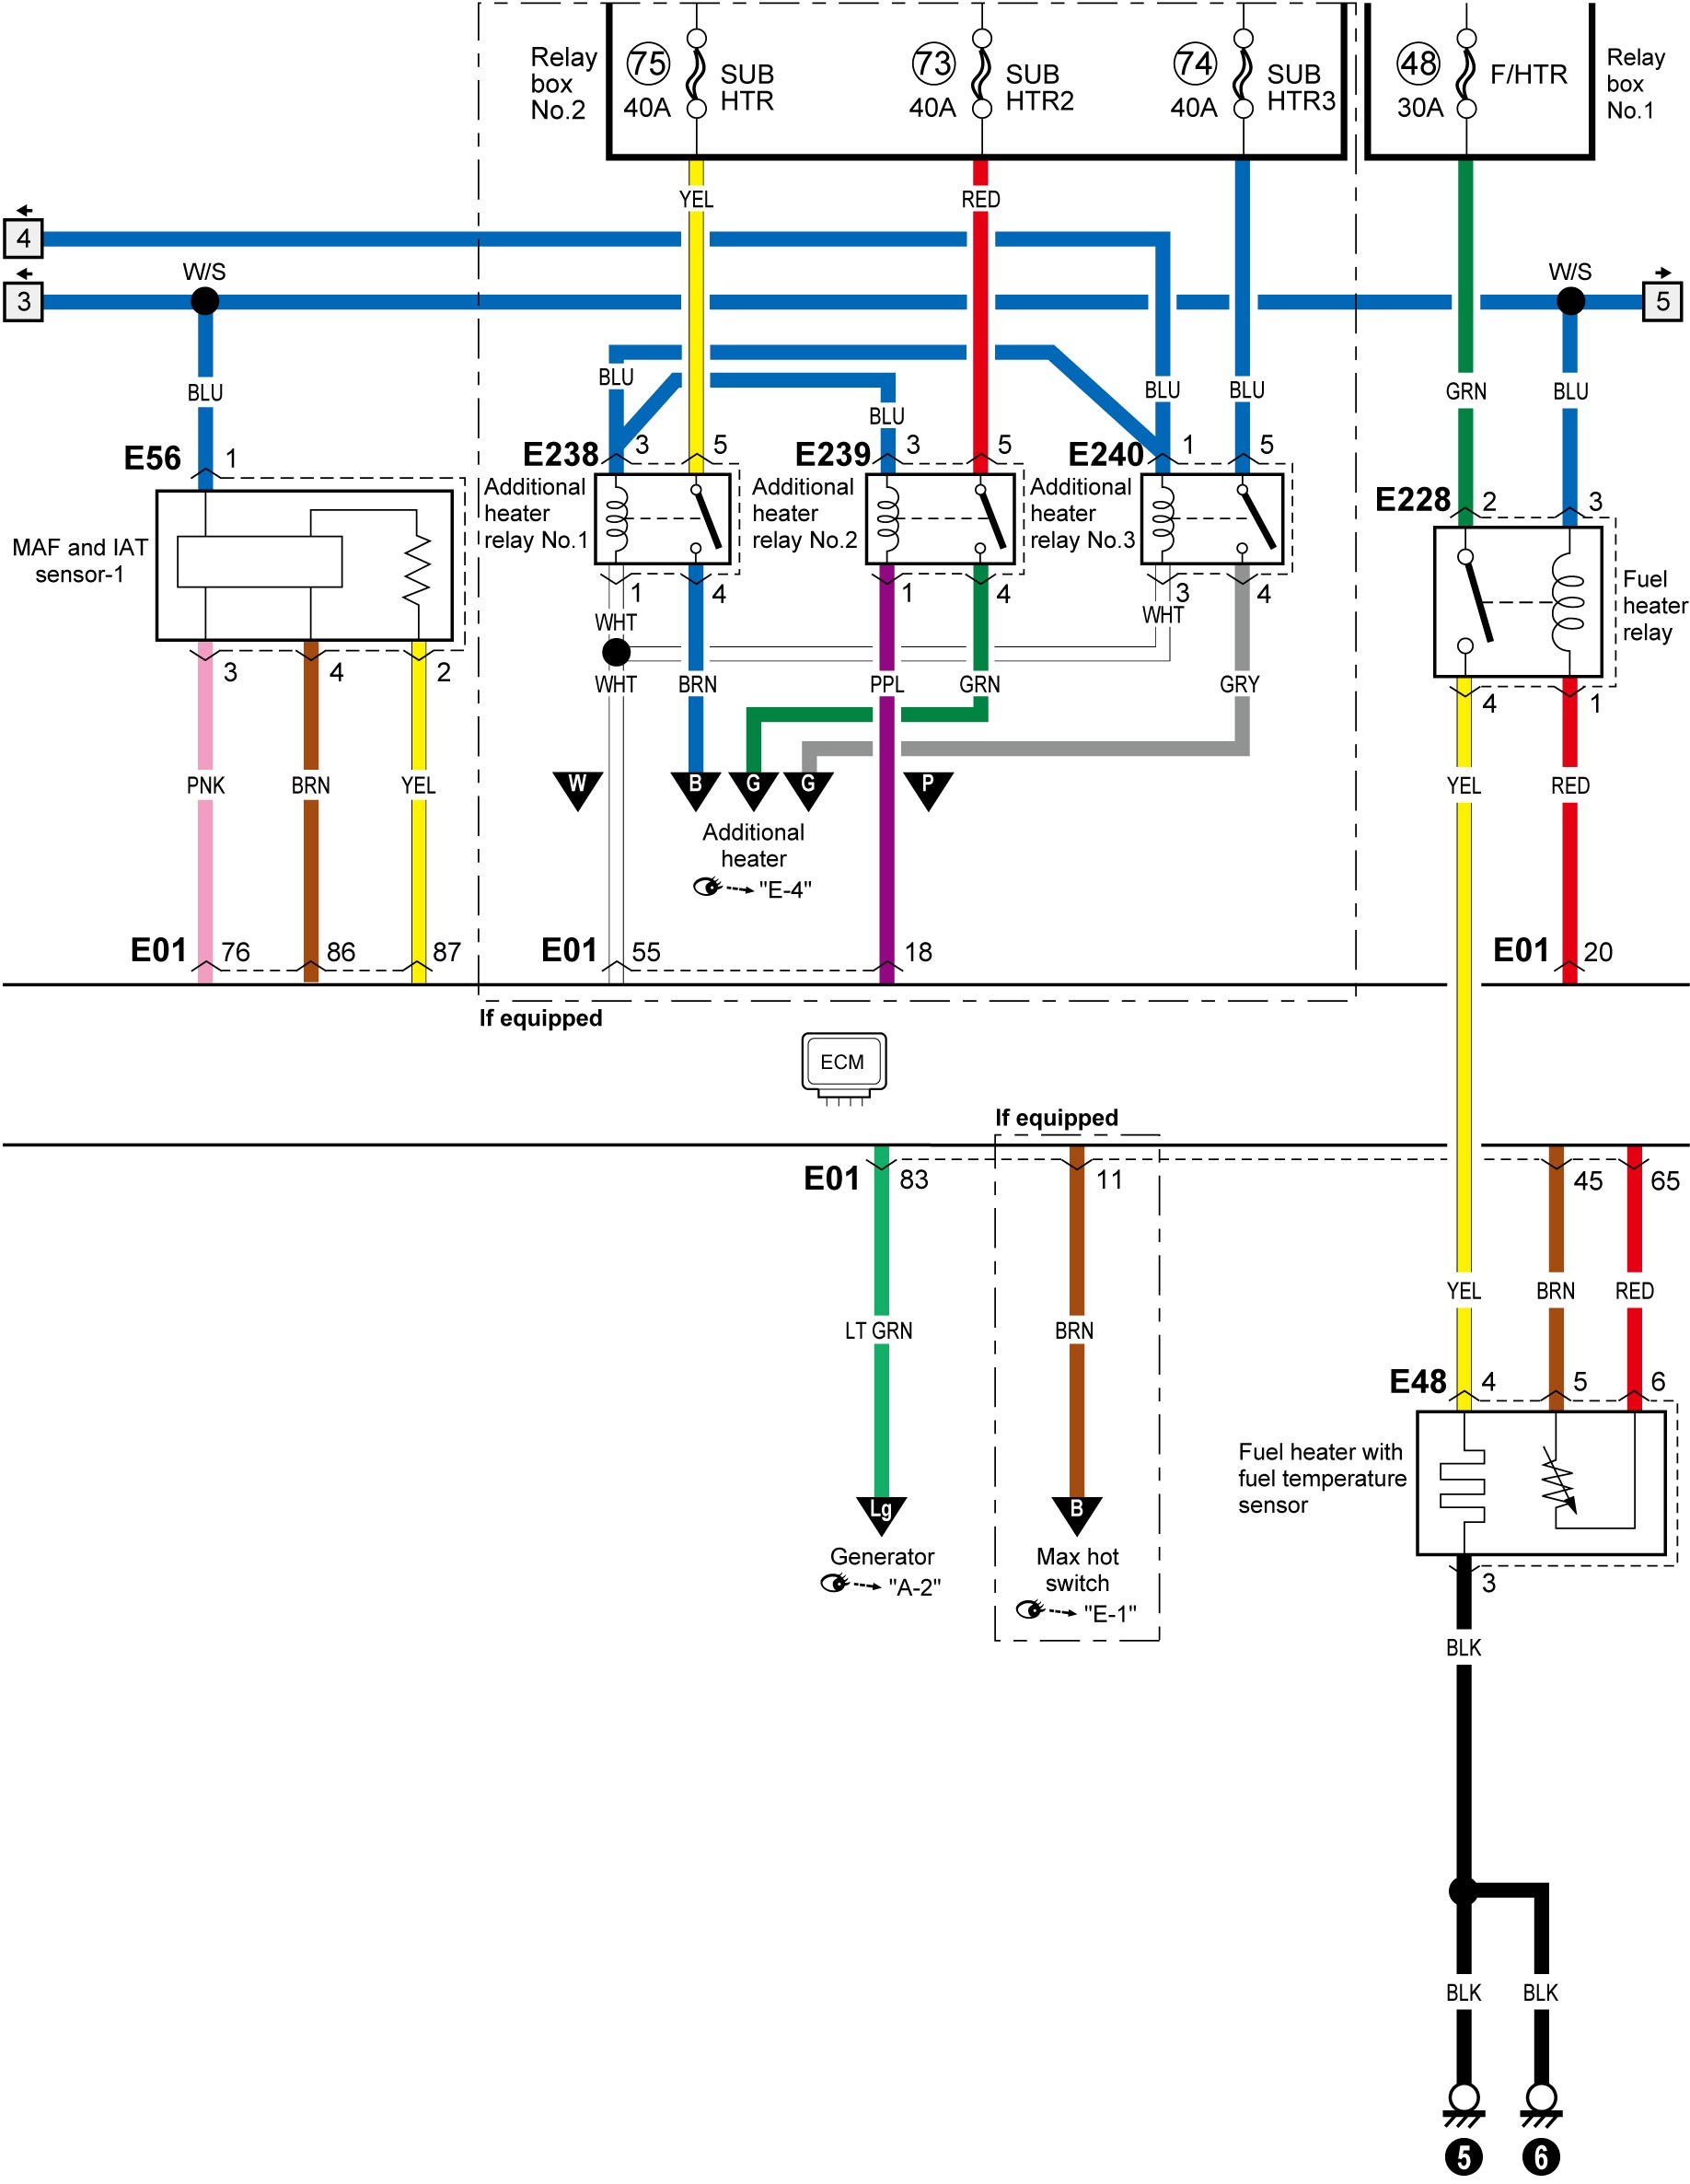 Relay
box
No.2
75
40A
SUB
HTR
73
40A
SUB
HTR2
74
40A
SUB
HTR3
48
30A
F/HTR
Relay
box
No.1
YEL
RED
4
3
W/S
W/S
5
BLU
BLU
BLU
BLU
BLU
GRN
BLU
E56
1
E238
3
5
E239
3
5
E240
1
5
E228
2
3
MAF and IAT
sensor-1
Additional
heater
relay No.1
Additional
heater
relay No.2
Additional
heater
relay No.3
Fuel
heater
relay
1
4
1
4
3
4
WHT
WHT
3
4
2
4
1
WHT
BRN
PPL
GRN
GRY
PNK
BRN
YEL
W
B
G
G
P
YEL
RED
Additional
heater
"E-4"
E01
76
86
87
E01
55
18
E01
20
If equipped
ECM
If equipped
E01
83
11
45
65
LT GRN
BRN
YEL
BRN
RED
E48
4
5
6
Fuel heater with
fuel temperature
sensor
Lg
Generator
"A-2"
B
Max hot
switch
"E-1"
3
BLK
BLK
BLK
5
6